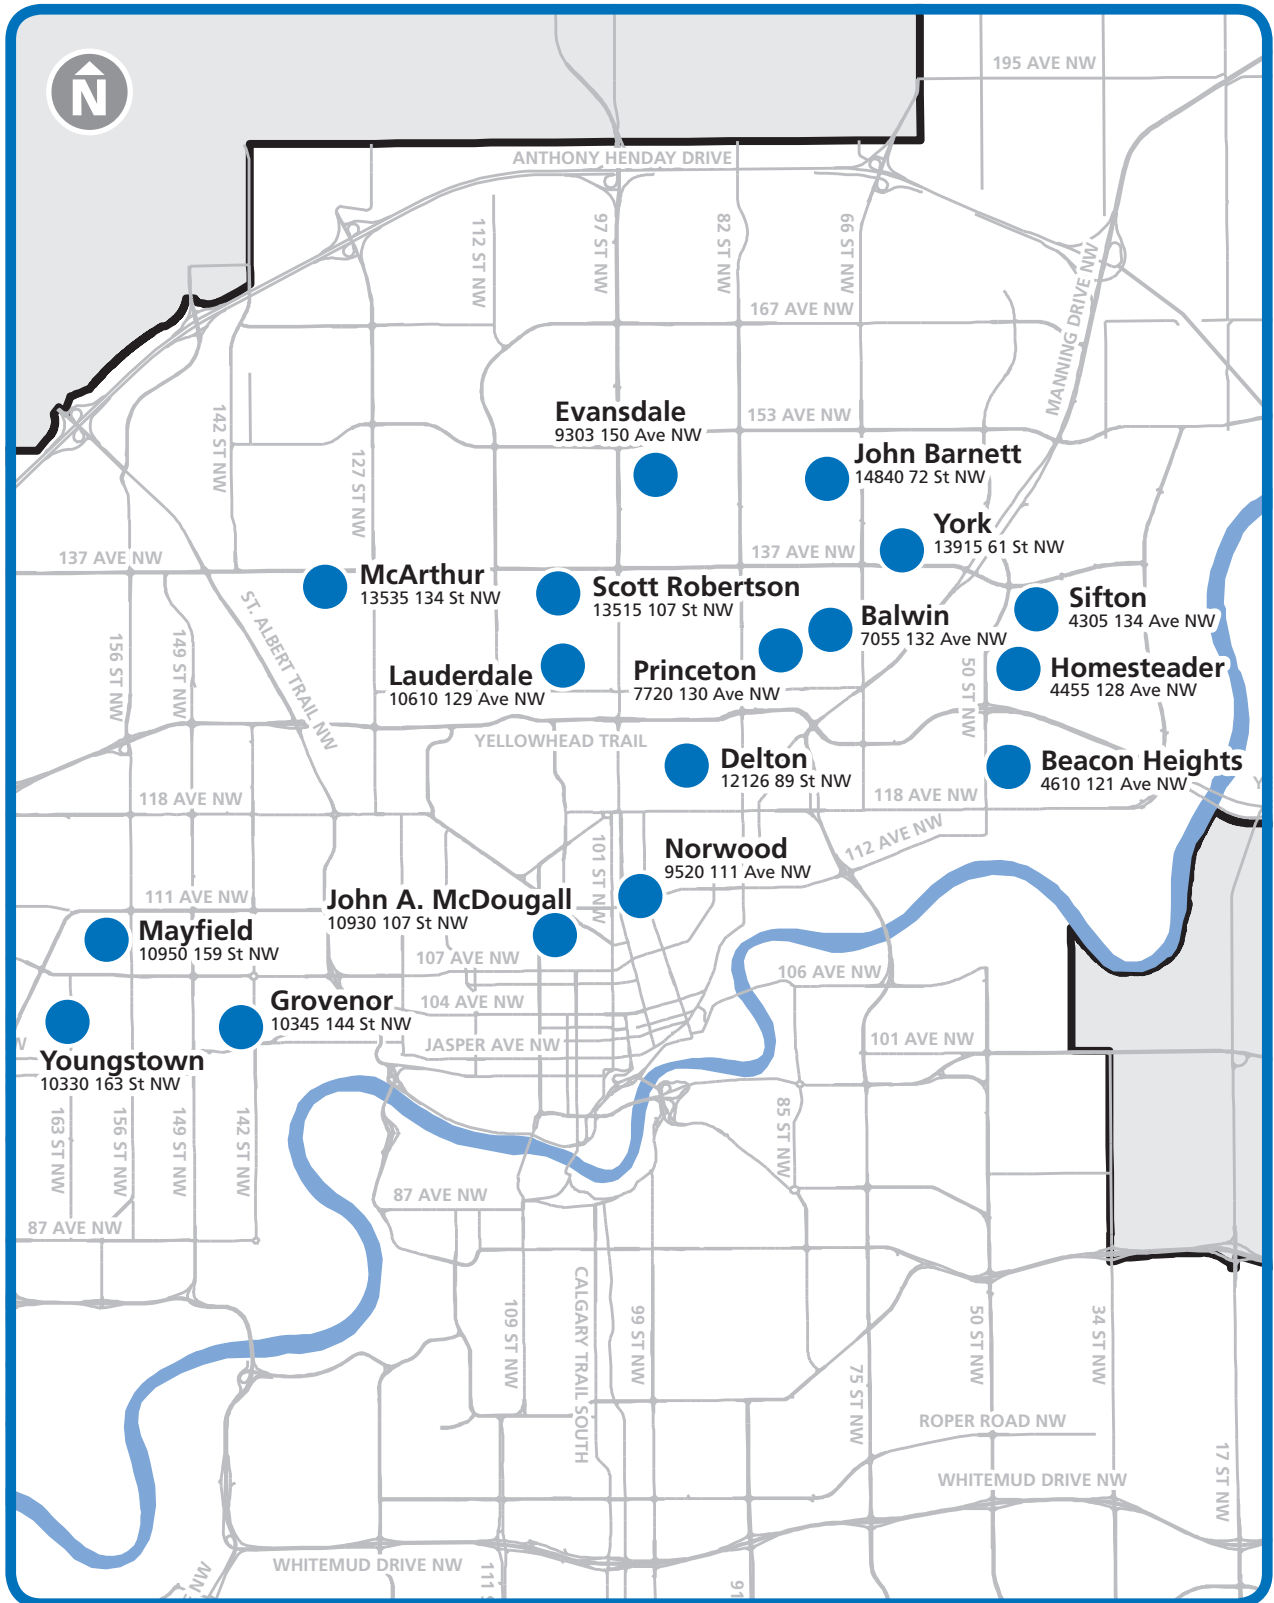 N
195 AVE NW
ANTHONY HENDAY DRIVE
112 ST NW
97 ST NW
82 ST NW
66 ST NW
MANNING DRIVE NW
167 AVE NW
142 ST NW
127 ST NW
Evansdale
9303 150 Ave NW
153 AVE NW
John Barnett
14840 72 St NW
York
13915 61 St NW
137 AVE NW
137 AVE NW
McArthur
13535 134 St NW
Scott Robertson
13515 107 St NW
Sifton
4305 134 Ave NW
Balwin
7055 132 Ave NW
ST. ALBERT TRAIL NW
156 ST NW
149 ST NW
Lauderdale
10610 129 Ave NW
Princeton
7720 130 Ave NW
50 ST NW
Homesteader
4455 128 Ave NW
YELLOWHEAD TRAIL
Delton
12126 89 St NW
Beacon Heights
4610 121 Ave NW
Y
118 AVE NW
118 AVE NW
112 AVE NW
101 ST NW
Norwood
9520 111 Ave NW
111 AVE NW
John A. McDougall
10930 107 St NW
Mayfield
10950 159 St NW
107 AVE NW
106 AVE NW
Grovenor
10345 144 St NW
104 AVE NW
JASPER AVE NW
101 AVE NW
W
Youngstown
10330 163 St NW
163 ST NW
156 ST NW
149 ST NW
142 ST NW
85 ST NW
87 AVE NW
87 AVE NW
109 ST NW
CALGARY TRAIL SOUTH
99 ST NW
75 ST NW
50 ST NW
34 ST NW
17 ST NW
ROPER ROAD NW
WHITEMUD DRIVE NW
WHITEMUD DRIVE NW
NW
111 S
91